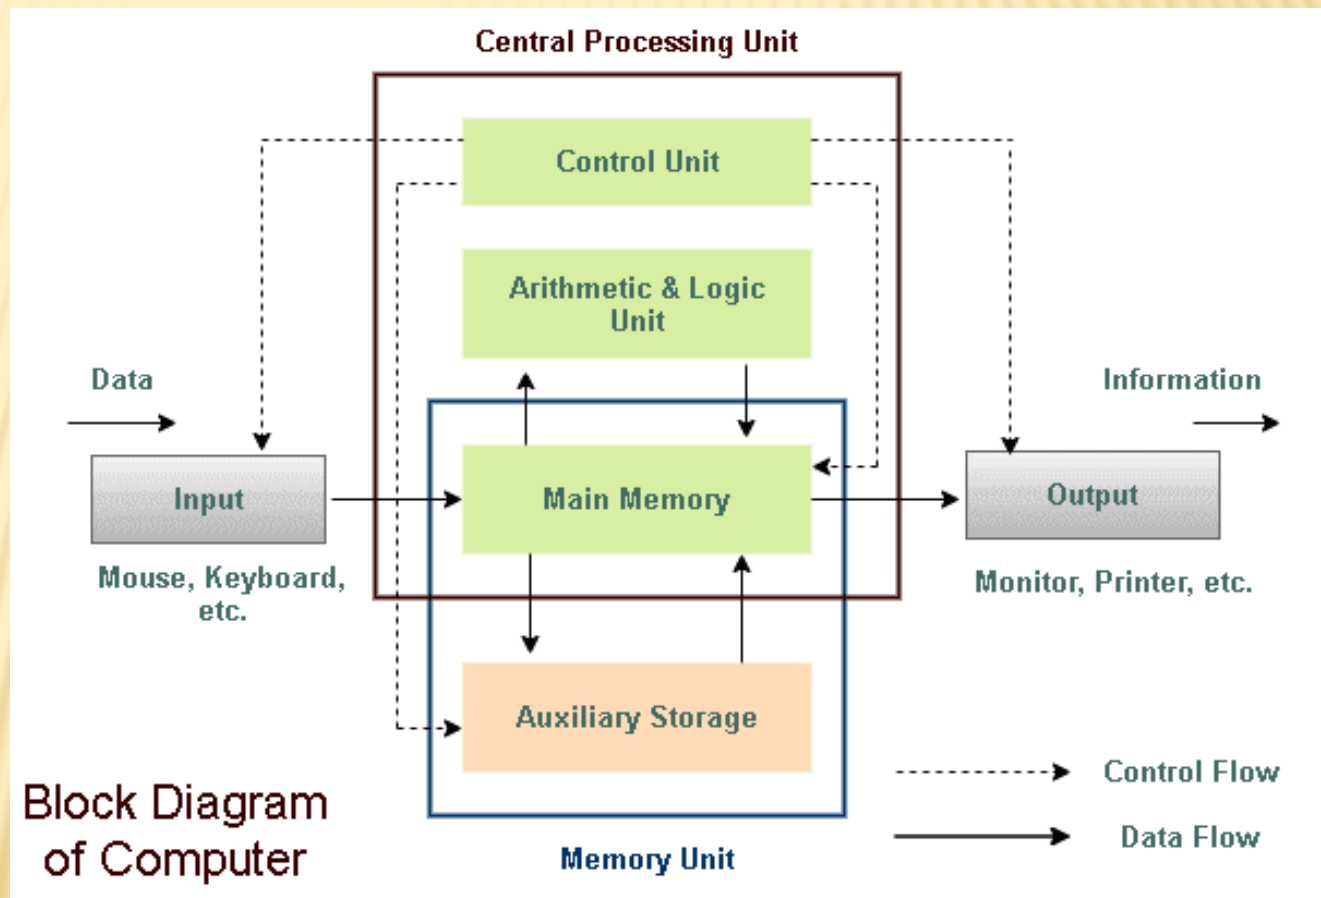 Central Processing Unit
Control Unit
Arithmetic & Logic
Unit
Data
Information
Input
Main Memory
Output
Mouse, Keyboard,
etc.
Monitor, Printer, etc.
Auxiliary Storage
Control Flow
Data Flow
Block Diagram
of Computer
Memory Unit